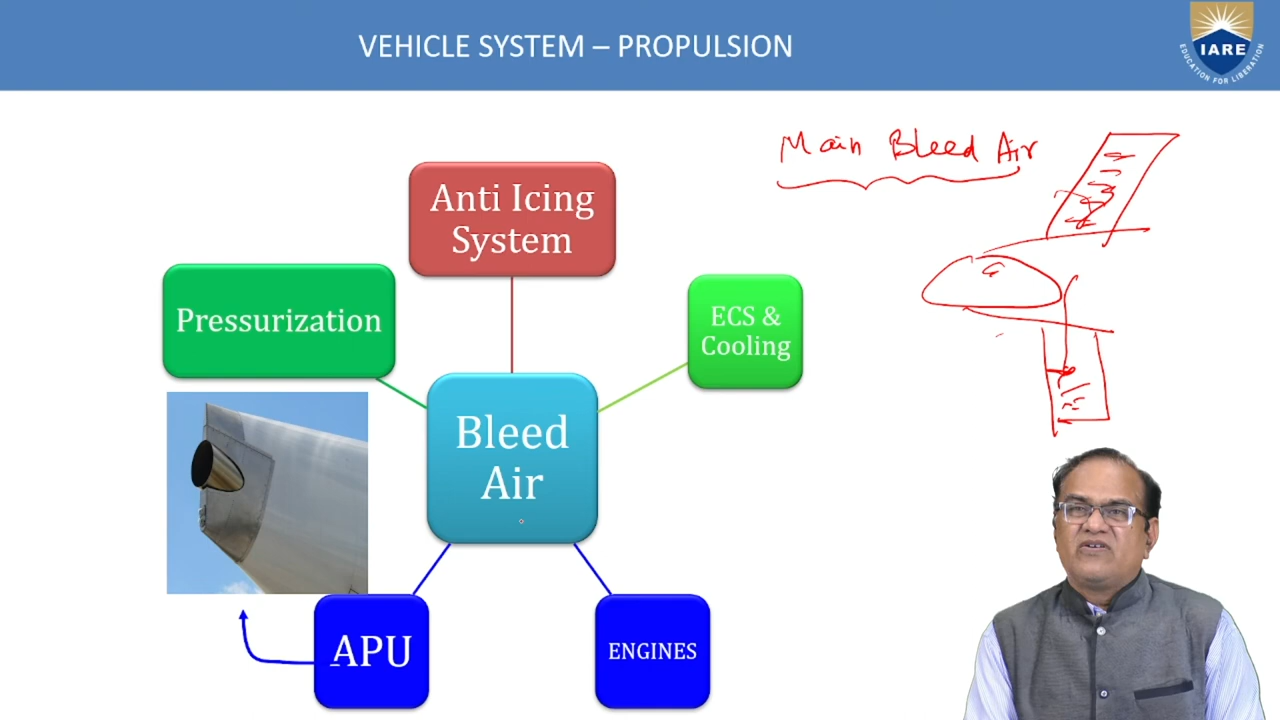 VEHICLE SYSTEM – PROPULSION
IARE
EDUCATION FOR LIBERATION
Main Bleed Air
Anti Icing
System
Pressurization
ECS &
Cooling
Bleed
Air
APU
ENGINES